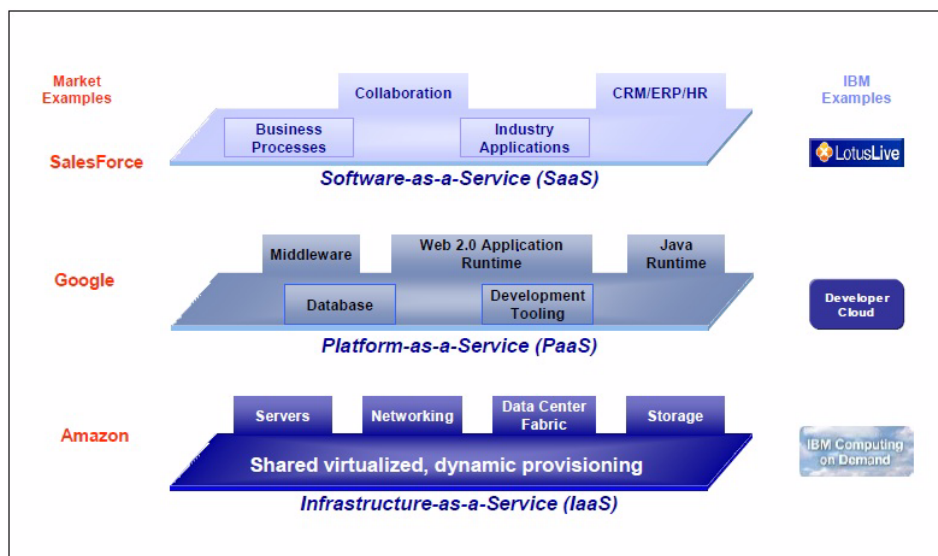 Market
Examples
Collaboration
CRM/ERP/HR
IBM
Examples
Business
Processes
Industry
Applications
SalesForce
LotusLive
Software-as-a-Service (SaaS)
Middleware
Web 2.0 Application
Runtime
Java
Runtime
Google
Database
Development
Tooling
Developer
Cloud
Platform-as-a-Service (PaaS)
Servers
Networking
Data Center
Fabric
Storage
Amazon
IBM Computing
on Demand
Shared virtualized, dynamic provisioning
Infrastructure-as-a-Service (IaaS)